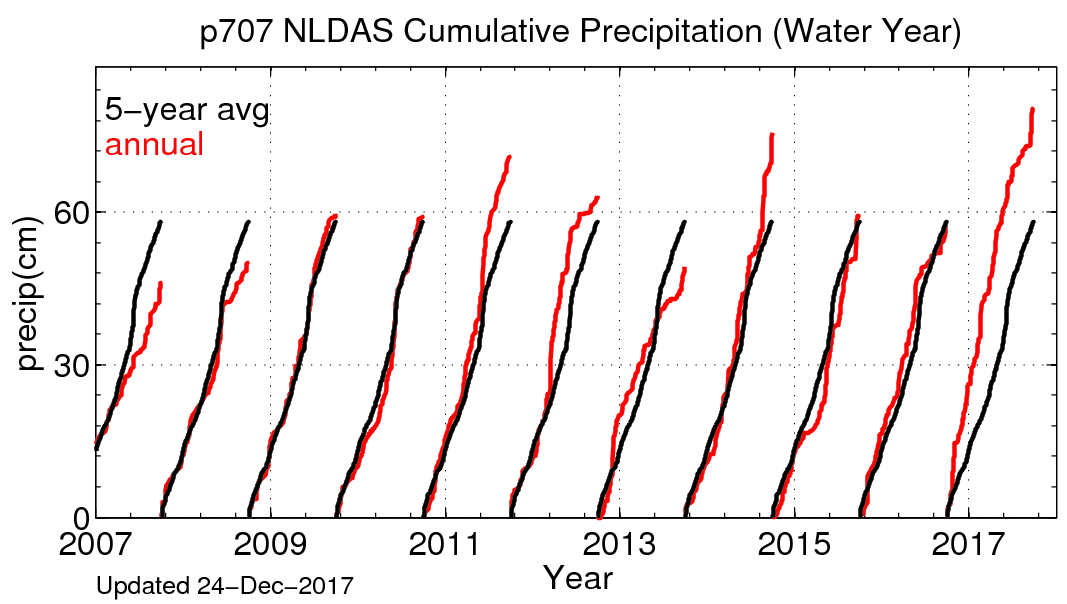 p707 NLDAS Cumulative Precipitation (Water Year)
5−year avg
annual
precip(cm)
60
30
0
2007 2009 2011 2013 2015 2017
Year
Updated 24−Dec−2017